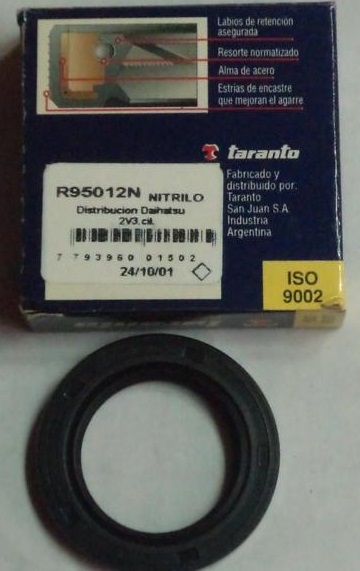 Labios de retención
asegurada
Resorte normatizado
Alma de acero
Estrías de encastre
que mejoran el agarre
taranto
Fabricado y
distribuido por:
Taranto
San Juan S.A.
Industria
Argentina
R95012N NITRILO
Distribucion Daihatsu
2V3.cil.
7 793960 01502
24/10/01
ISO
9002